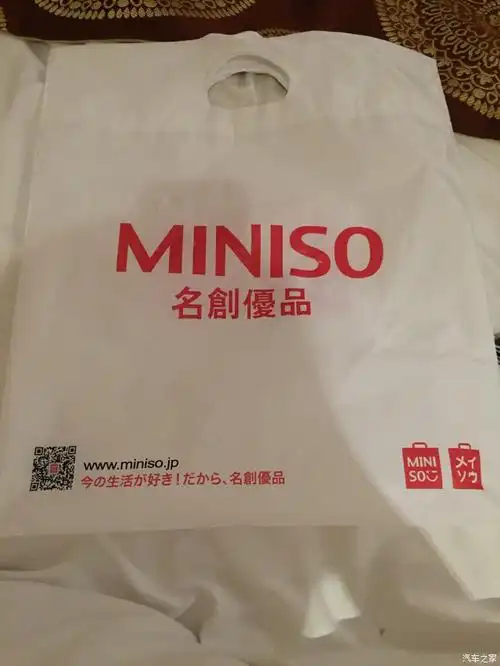 MINISO
名創優品
www.miniso.jp
今の生活が好き！だから、名創優品
MINI
SO
メイ
ソウ
汽车之家